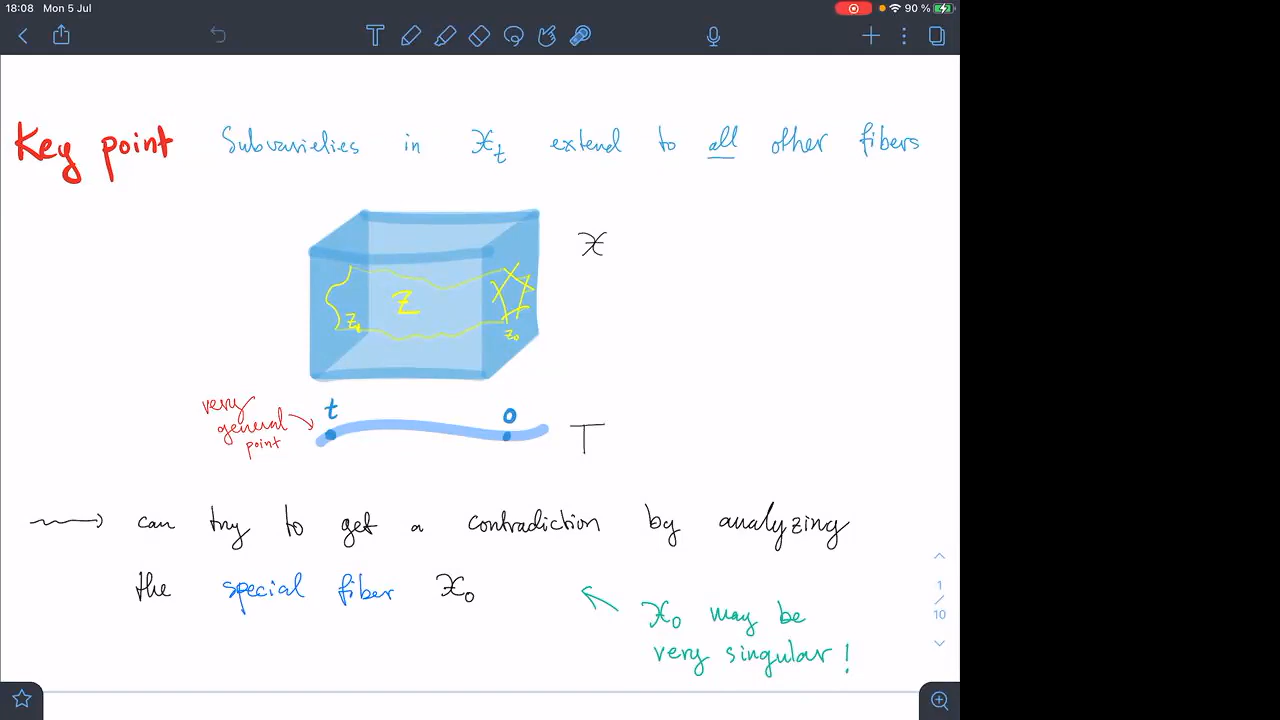 18:08 Mon 5 Jul
90 %
Key point Subvarieties in 𝒳ₜ extend to all other fibers
𝒳
Z
Zₜ
Z₀
very
general
point
t
0
T
can try to get a contradiction by analyzing
the special fiber 𝒳₀
𝒳₀ may be
very singular!
1
/
10